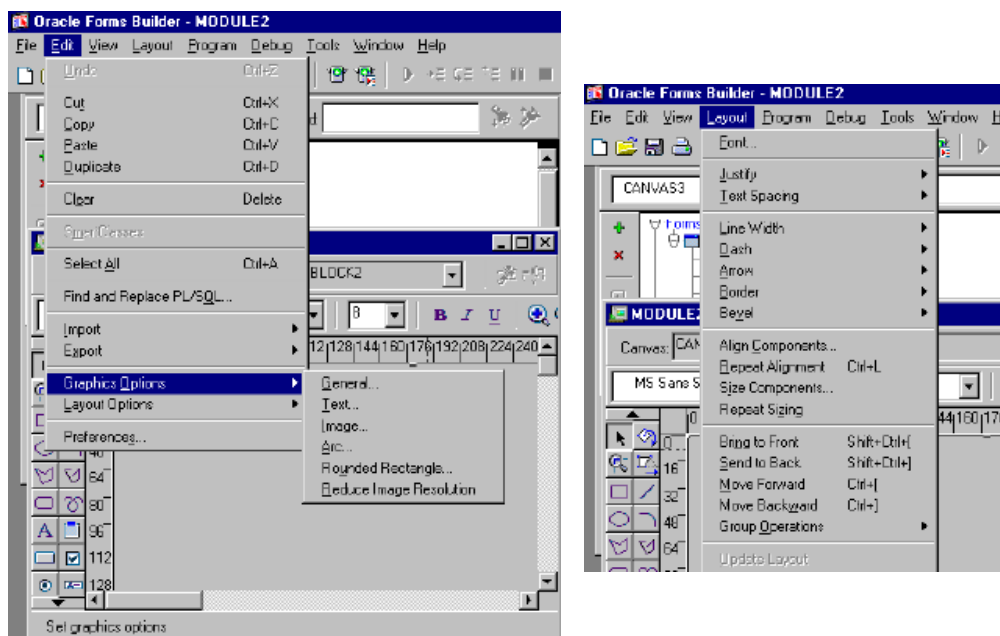 Oracle Forms Builder - MODULE2
File Edit View Layout Program Debug Tools Window Help
Undo Ctrl+Z
Cut Ctrl+X
Copy Ctrl+C
Paste Ctrl+V
Duplicate Ctrl+D
Clear Delete
Smart Classes
Select All Ctrl+A
Find and Replace PL/SQL...
Import
Export
Graphics Options
Layout Options
Preferences...
General...
Text...
Image...
Arc...
Rounded Rectangle...
Reduce Image Resolution
BLOCK2
8 B I U
128 144 160 176 192 208 224 240
64
80
A 96
112
128
Set graphics options
Oracle Forms Builder - MODULE2
File Edit View Layout Program Debug Tools Window
Font...
Justify
Text Spacing
Line Width
Dash
Arrow
Border
Bevel
Align Components...
Repeat Alignment Ctrl+L
Size Components...
Repeat Sizing
Bring to Front Shift+Ctrl+[
Send to Back Shift+Ctrl+]
Move Forward Ctrl+[
Move Backward Ctrl+]
Group Operations
Update Layout
CANVAS3
Forms
MODULE2
Canvas: CAN
MS Sans S
0
16
32
48
64